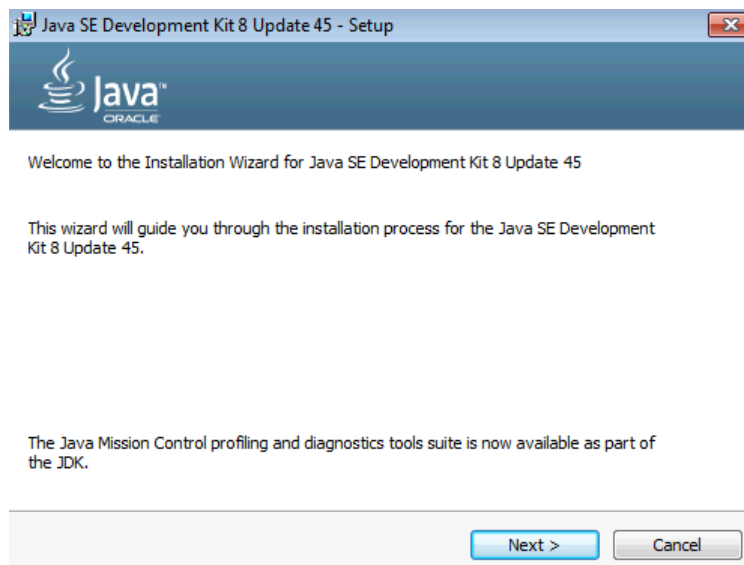 Java SE Development Kit 8 Update 45 - Setup
Java™
ORACLE
Welcome to the Installation Wizard for Java SE Development Kit 8 Update 45
This wizard will guide you through the installation process for the Java SE Development
Kit 8 Update 45.
The Java Mission Control profiling and diagnostics tools suite is now available as part of
the JDK.
Next >
Cancel